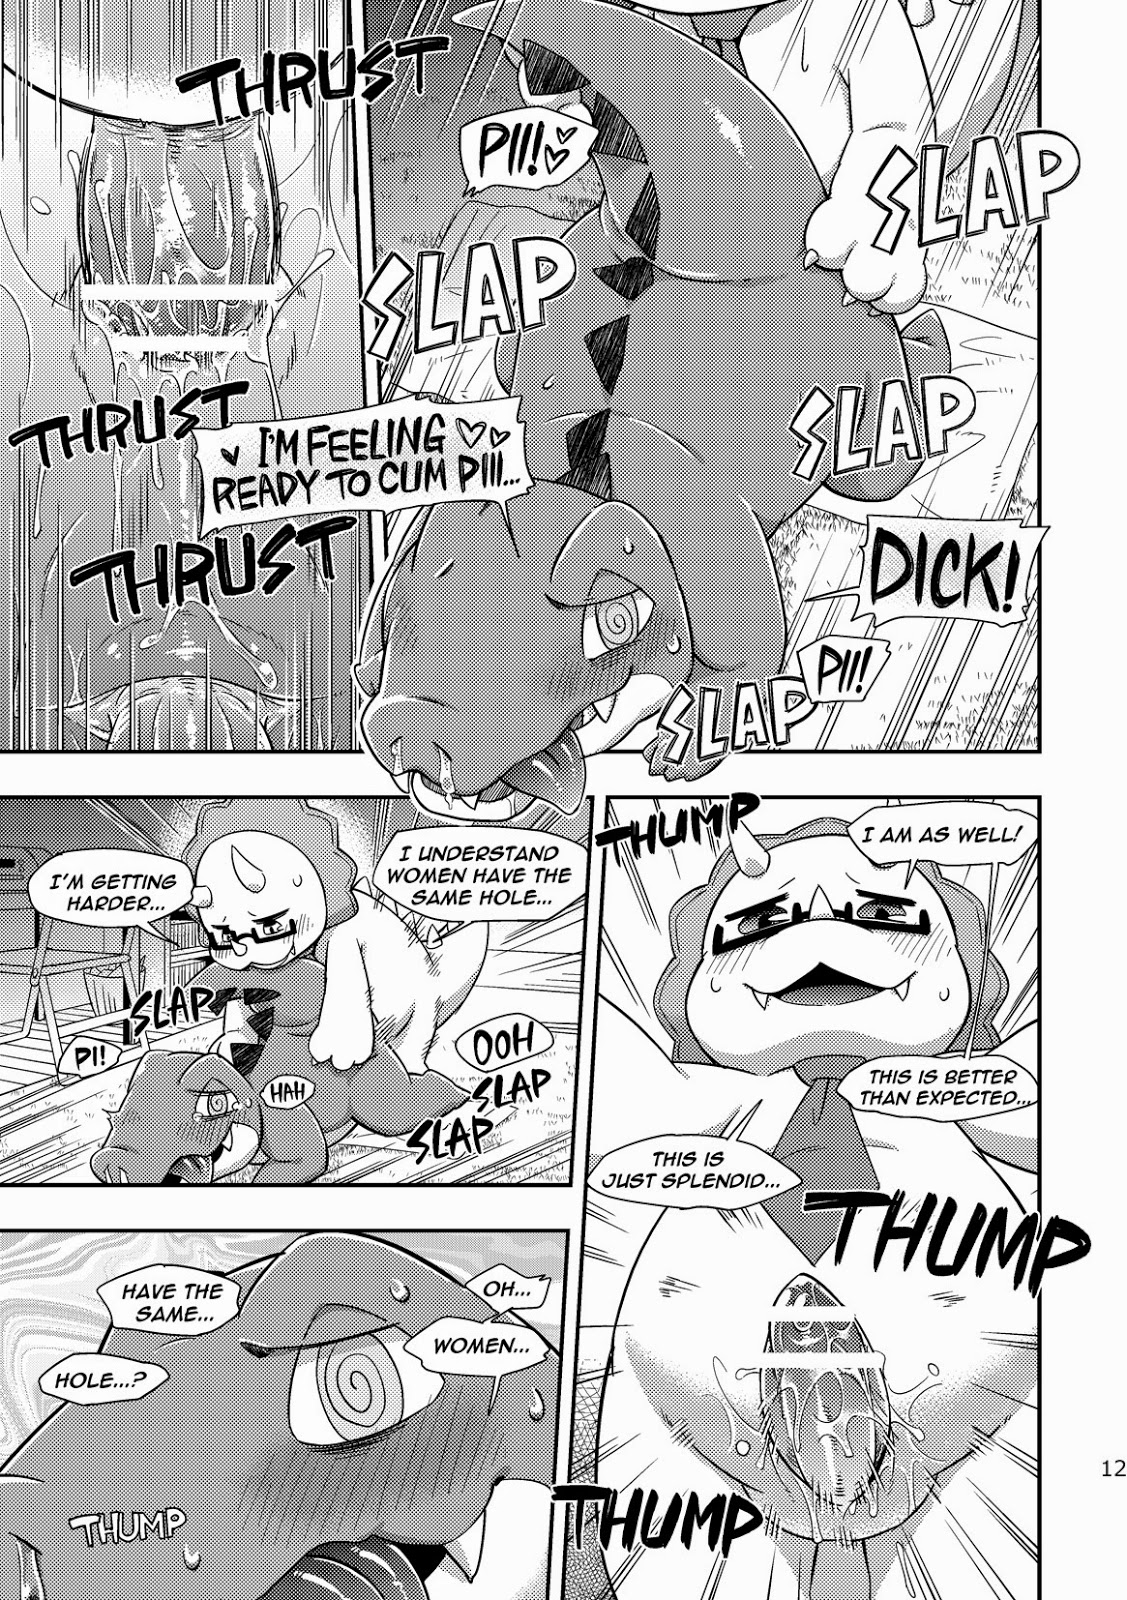 THRUST
PII!
SLAP
SLAP
THRUST
I'M FEELING
READY TO CUM PIII...
SLAP
THRUST
DICK!
PII!
SLAP
THUMP
I AM AS WELL!
I UNDERSTAND
WOMEN HAVE THE
SAME HOLE...
I'M GETTING
HARDER...
SLAP
PI!
HAH
OOH
SLAP
SLAP
THIS IS BETTER
THAN EXPECTED...
THIS IS
JUST SPLENDID...
THUMP
OH...
WOMEN...
HAVE THE
SAME...
HOLE...?
THUMP
THUMP
12